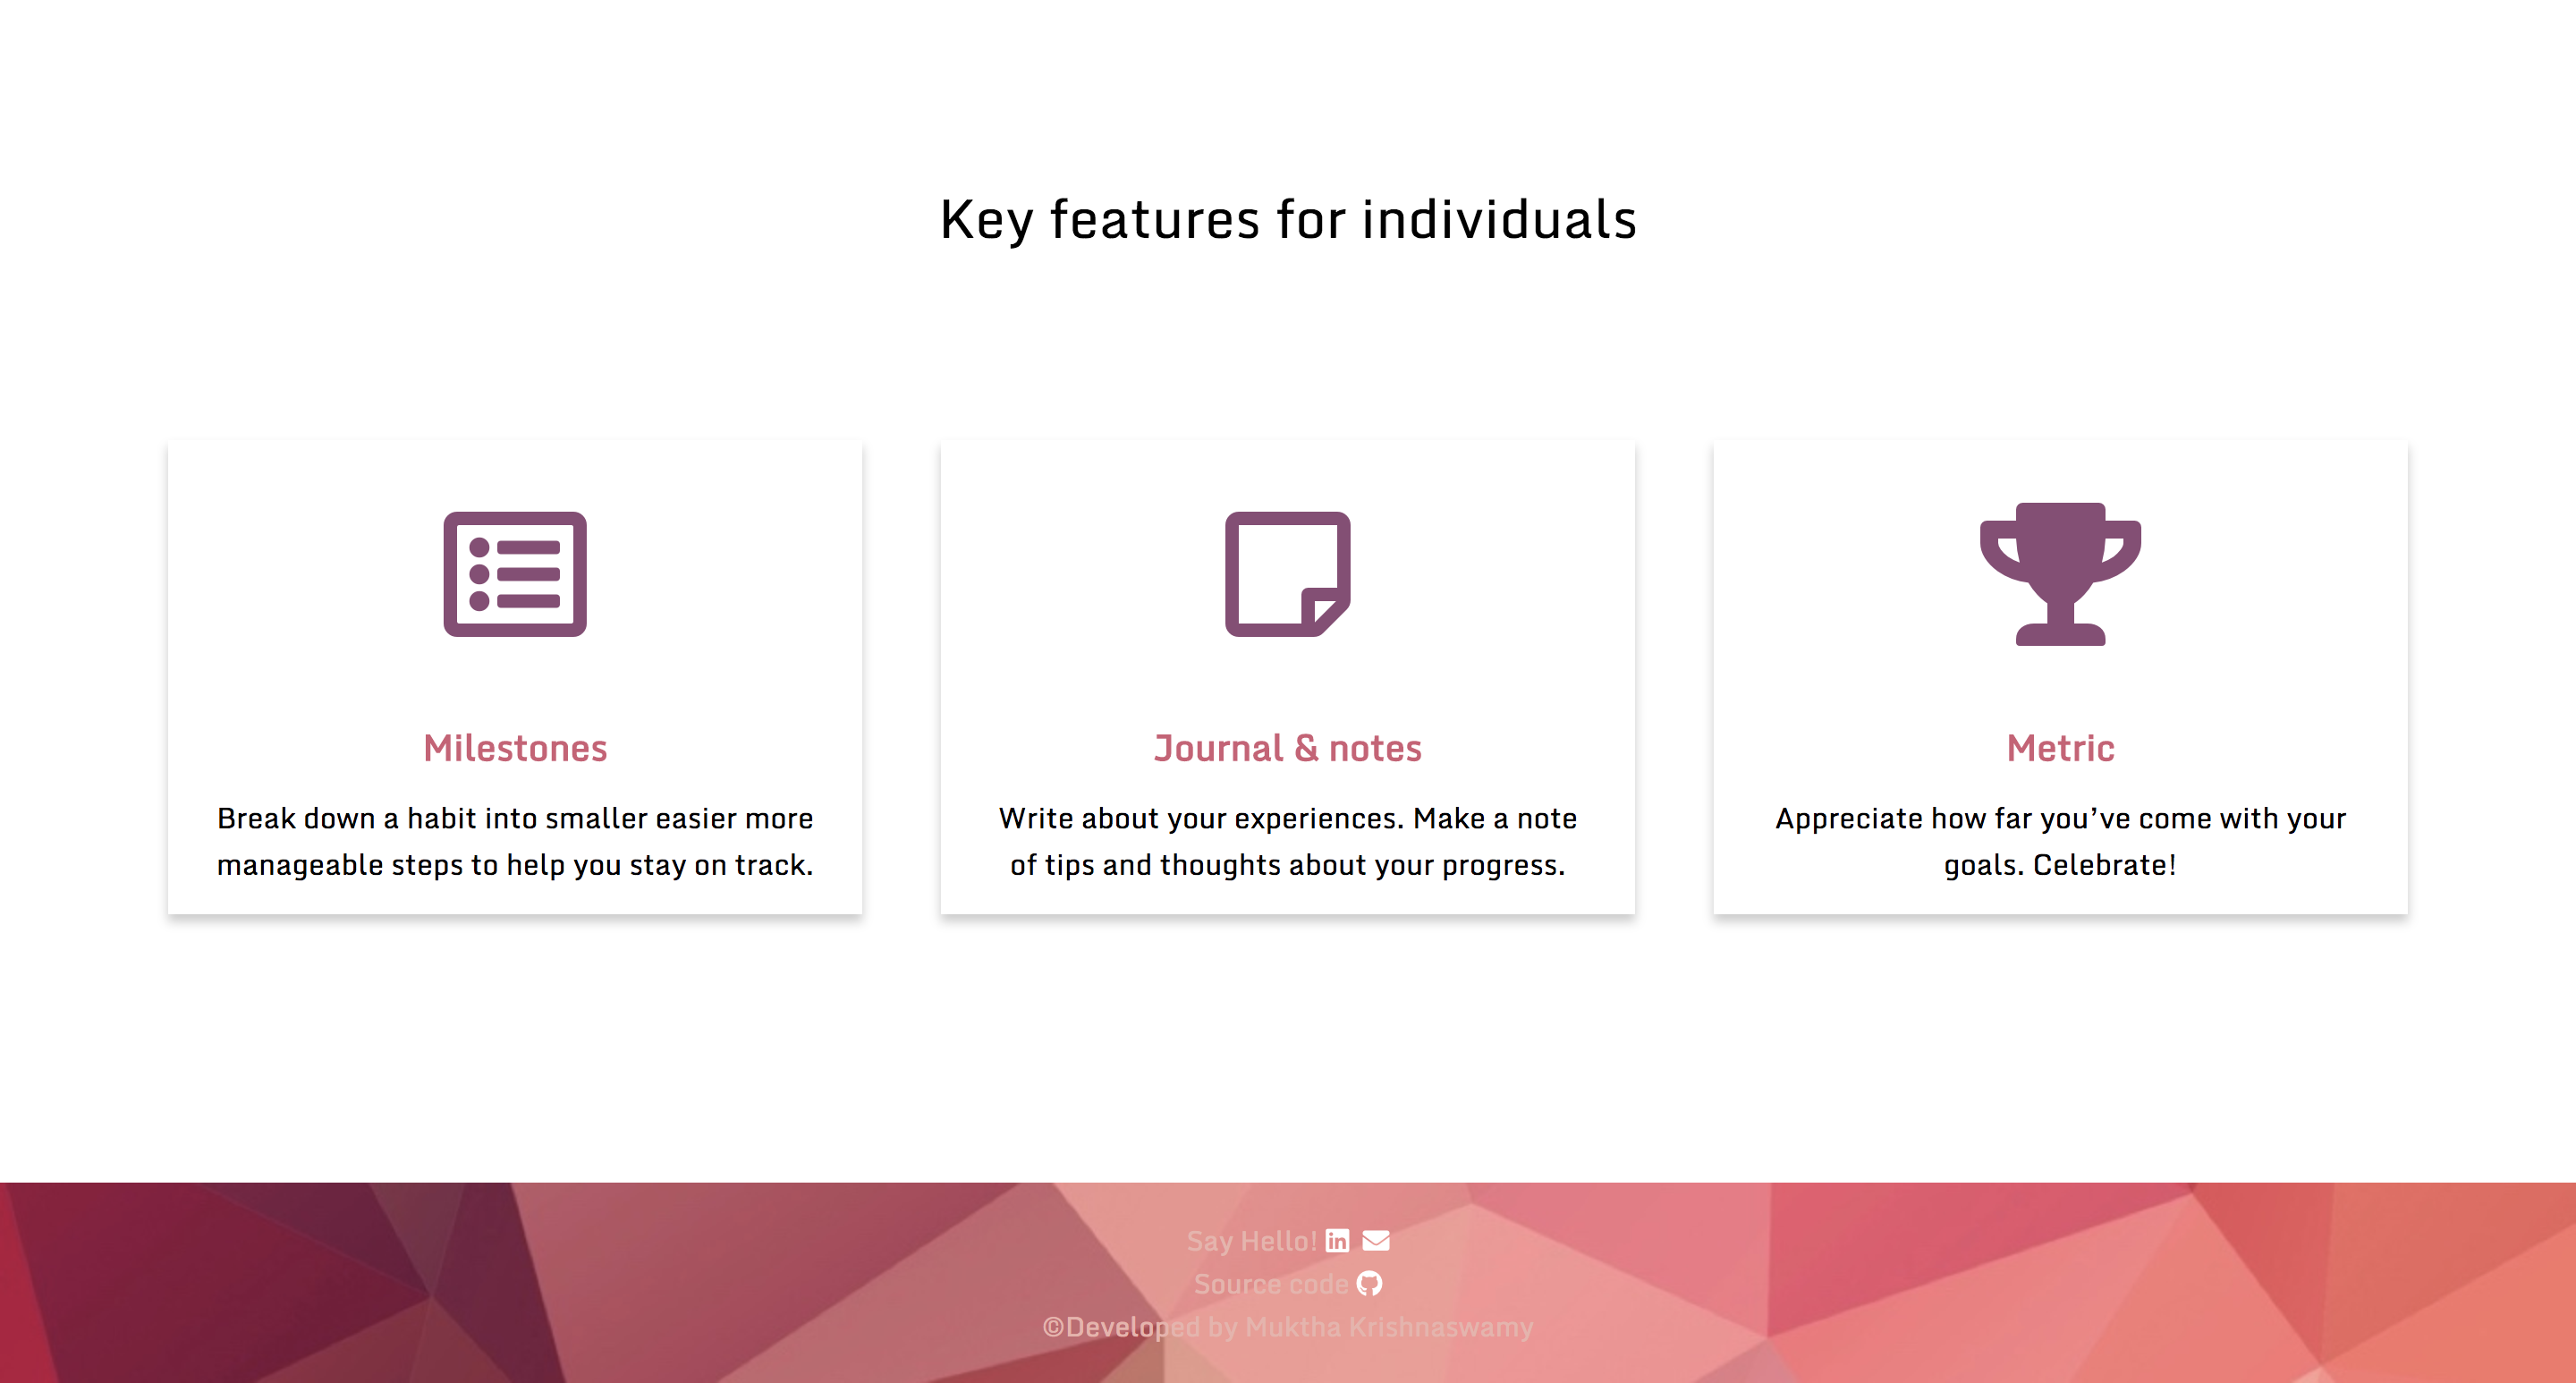 Key features for individuals
Milestones
Break down a habit into smaller easier more
manageable steps to help you stay on track.
Journal & notes
Write about your experiences. Make a note
of tips and thoughts about your progress.
Metric
Appreciate how far you’ve come with your
goals. Celebrate!
Say Hello! in
Source code
©Developed by Muktha Krishnaswamy